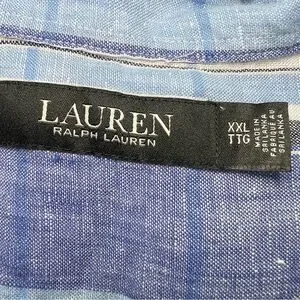 LAUREN
RALPH LAUREN
XXL
TTG
MADE IN
SRI LANKA
FABRIQUÉ AU
SRI LANKA